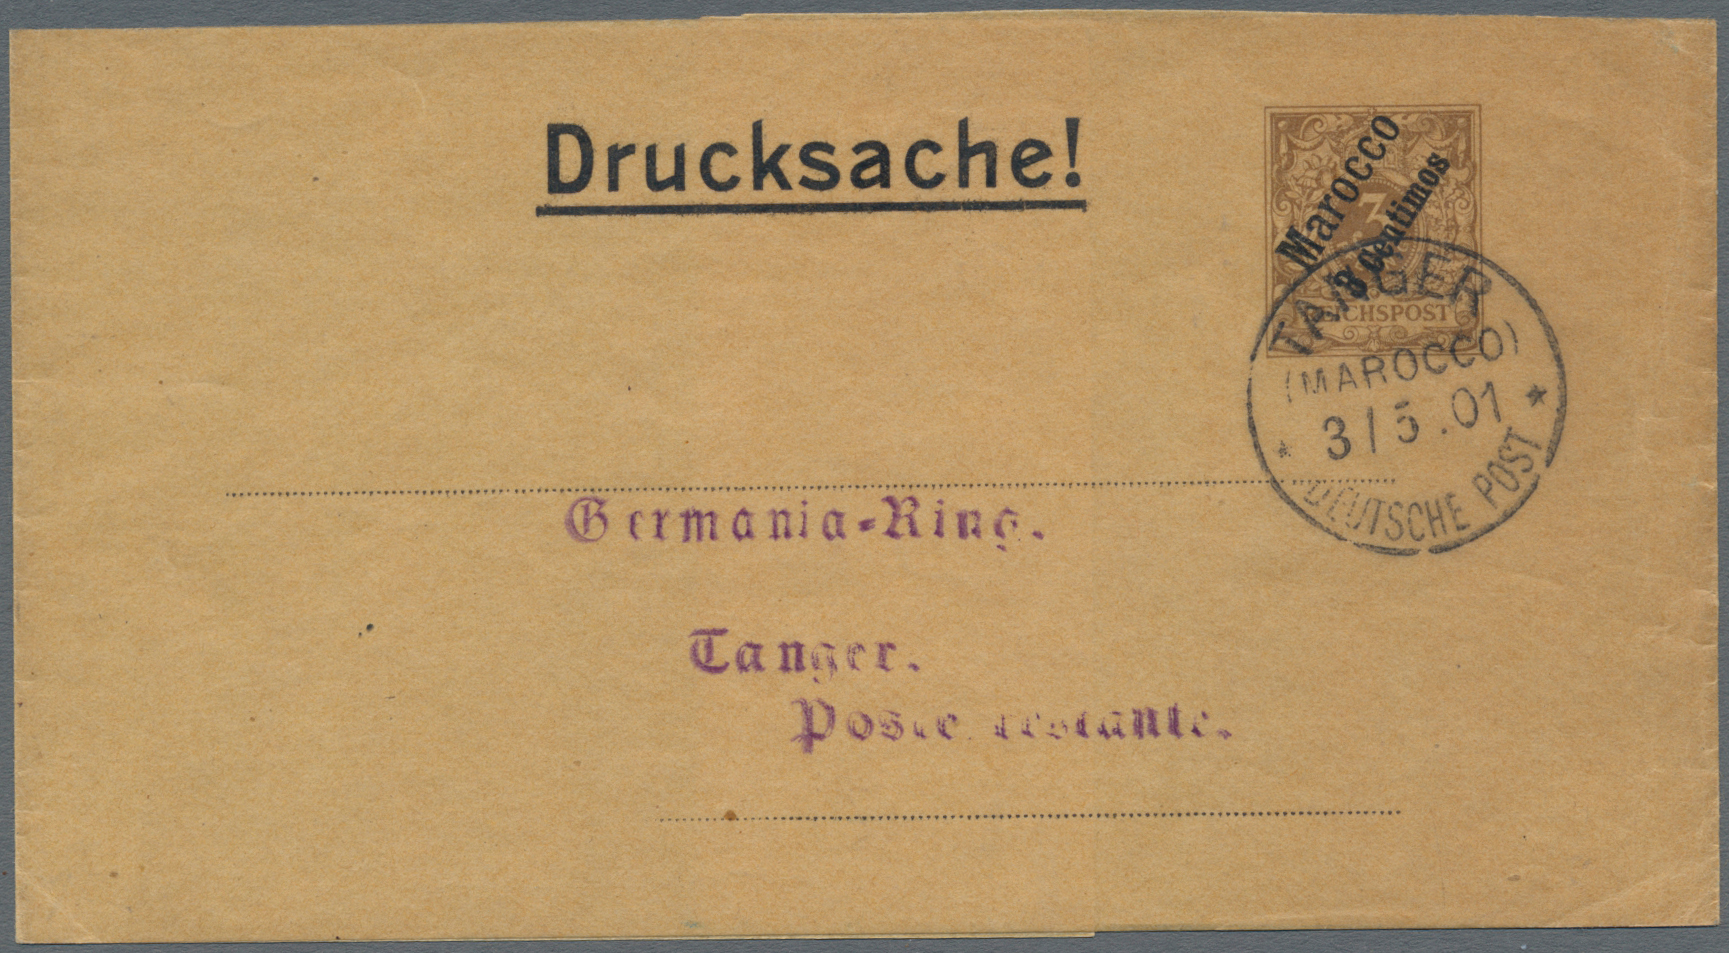 Drucksache!
3
Marocco
3 Centimos
REICHSPOST
TANGER
(MAROCCO)
3/5.01
DEUTSCHE POST
Germania-Ring.
Tanger.
Poste restante.